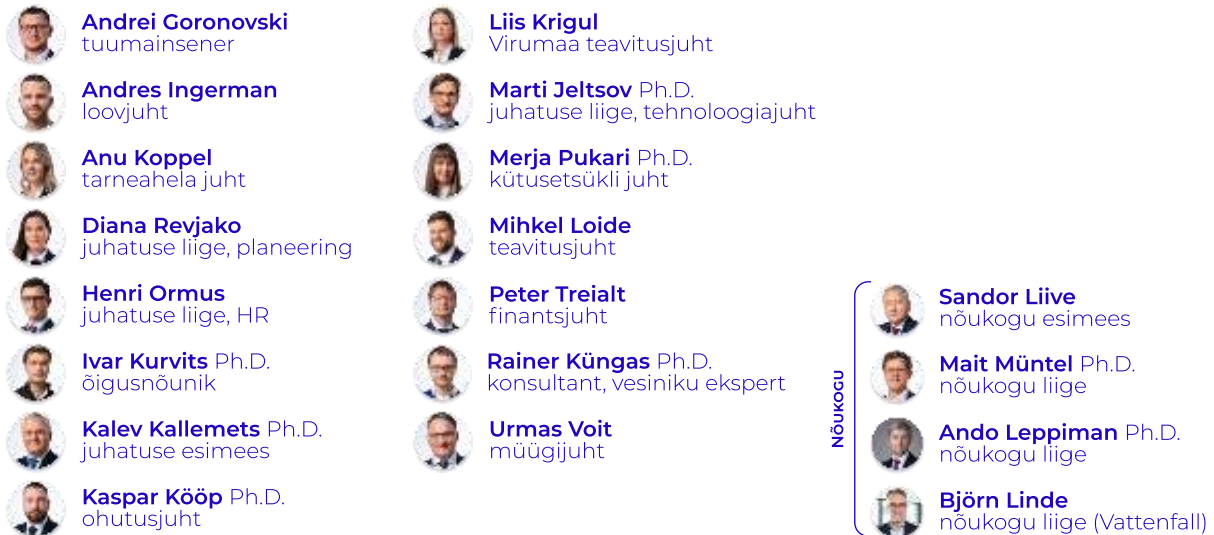 Andrei Goronovski
tuumainsener
Andres Ingerman
loovjuht
Anu Koppel
tarneahela juht
Diana Revjako
juhatuse liige, planeering
Henri Ormus
juhatuse liige, HR
Ivar Kurvits Ph.D.
õigusnõunik
Kalev Kallemets Ph.D.
juhatuse esimees
Kaspar Kööp Ph.D.
ohutusjuht
Liis Krigul
Virumaa teavitusjuht
Marti Jeltsov Ph.D.
juhatuse liige, tehnoloogiajuht
Merja Pukari Ph.D.
kütusetsükli juht
Mihkel Loide
teavitusjuht
Peter Treialt
finantsjuht
Rainer Küngas Ph.D.
konsultant, vesiniku ekspert
Urmas Voit
müügijuht
NÕUKOGU
Sandor Liive
nõukogu esimees
Mait Müntel Ph.D.
nõukogu liige
Ando Leppiman Ph.D.
nõukogu liige
Björn Linde
nõukogu liige (Vattenfall)